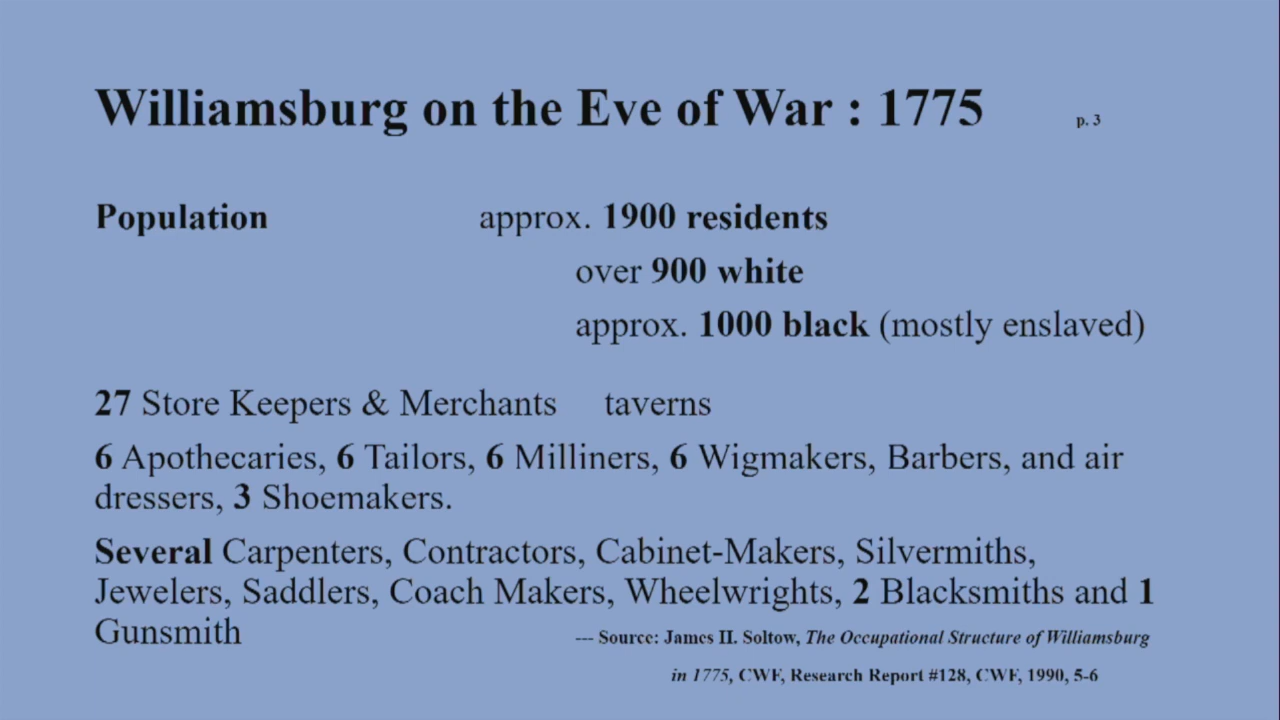 Williamsburg on the Eve of War : 1775 p. 3
Population approx. 1900 residents
over 900 white
approx. 1000 black (mostly enslaved)
27 Store Keepers & Merchants taverns
6 Apothecaries, 6 Tailors, 6 Milliners, 6 Wigmakers, Barbers, and air
dressers, 3 Shoemakers.
Several Carpenters, Contractors, Cabinet-Makers, Silvermiths,
Jewelers, Saddlers, Coach Makers, Wheelwrights, 2 Blacksmiths and 1
Gunsmith
--- Source: James H. Soltow, The Occupational Structure of Williamsburg
in 1775, CWF, Research Report #128, CWF, 1990, 5-6